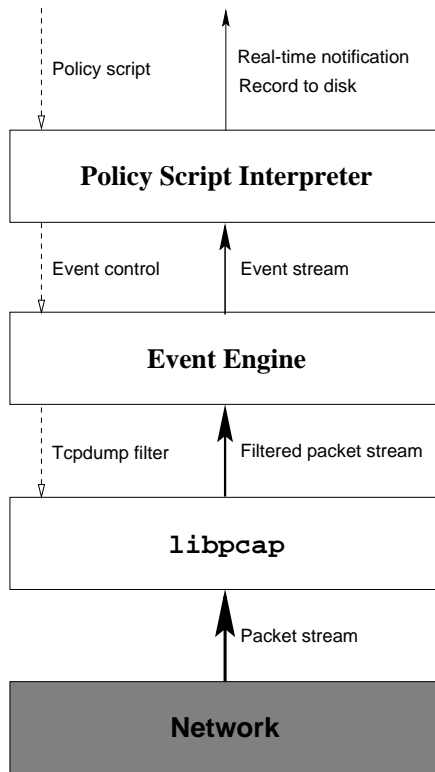 Policy script
Real-time notification
Record to disk
Policy Script Interpreter
Event control
Event stream
Event Engine
Tcpdump filter
Filtered packet stream
libpcap
Packet stream
Network